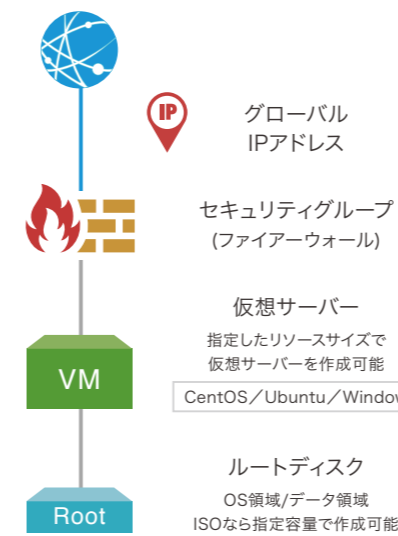 IP
グローバル
IPアドレス
セキュリティグループ
(ファイアーウォール)
仮想サーバー
指定したリソースサイズで
仮想サーバーを作成可能
VM
CentOS／Ubuntu／Window
ルートディスク
Root
OS領域/データ領域
ISOなら指定容量で作成可能